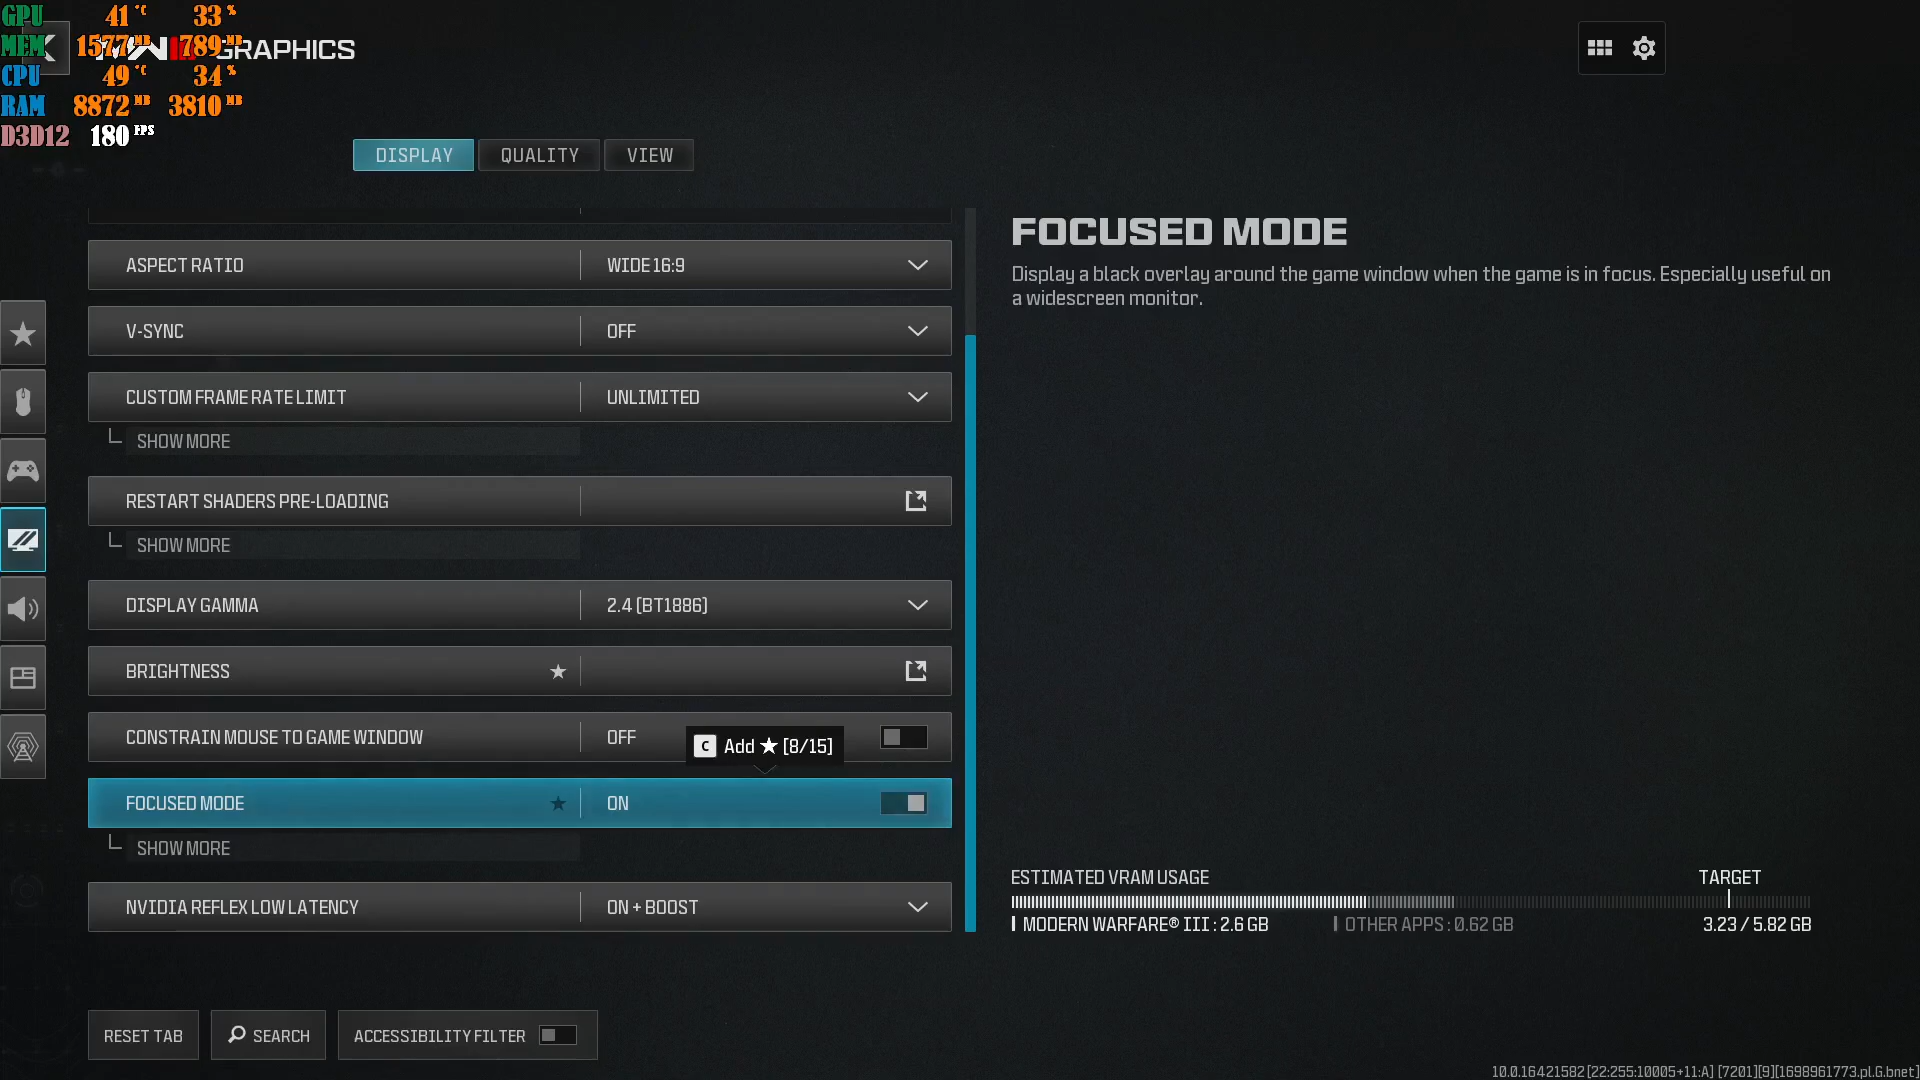 GPU 41 °C 33 %
MEM 1577 MB 789 MB
MWIII GRAPHICS
CPU 49 °C 34 %
RAM 8872 MB 3810 MB
D3D12 180 FPS
DISPLAY QUALITY VIEW
ASPECT RATIO WIDE 16:9
V-SYNC OFF
CUSTOM FRAME RATE LIMIT UNLIMITED
SHOW MORE
RESTART SHADERS PRE-LOADING
SHOW MORE
DISPLAY GAMMA 2.4 (BT1886)
BRIGHTNESS ★
CONSTRAIN MOUSE TO GAME WINDOW OFF
C Add ★ [8/15]
FOCUSED MODE ★ ON
SHOW MORE
NVIDIA REFLEX LOW LATENCY ON + BOOST
FOCUSED MODE
Display a black overlay around the game window when the game is in focus. Especially useful on
a widescreen monitor.
ESTIMATED VRAM USAGE TARGET
MODERN WARFARE® III : 2.6 GB OTHER APPS : 0.62 GB 3.23 / 5.82 GB
RESET TAB SEARCH ACCESSIBILITY FILTER
10.0.16421582 [22:255:10005+11:A] [7201][9][1698961773.pl.G.bnet]